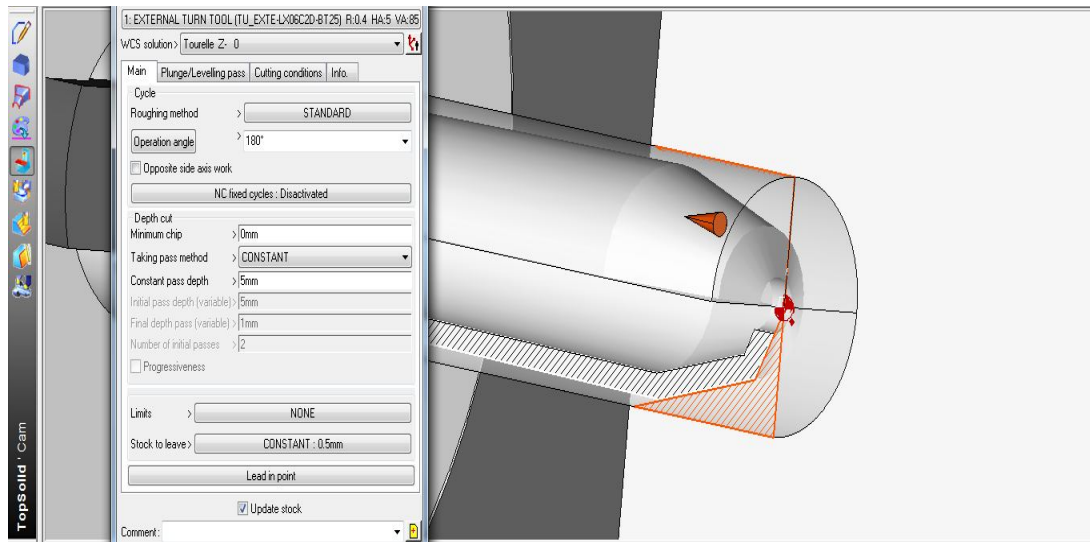 1: EXTERNAL TURN TOOL (TU_EXTE-LX06C2D-BT25) R:0.4 HA:5 VA:85
WCS solution > Tourelle Z- 0
Main Plunge/Levelling pass Cutting conditions Info.
Cycle
Roughing method > STANDARD
Operation angle > 180°
Opposite side axis work
NC fixed cycles : Disactivated
Depth cut
Minimum chip > 0mm
Taking pass method > CONSTANT
Constant pass depth > 5mm
Initial pass depth (variable) > 5mm
Final depth pass (variable) > 1mm
Number of initial passes > 2
Progressiveness
Limits > NONE
Stock to leave > CONSTANT : 0.5mm
Lead in point
Update stock
Comment :
TopSolid'Cam